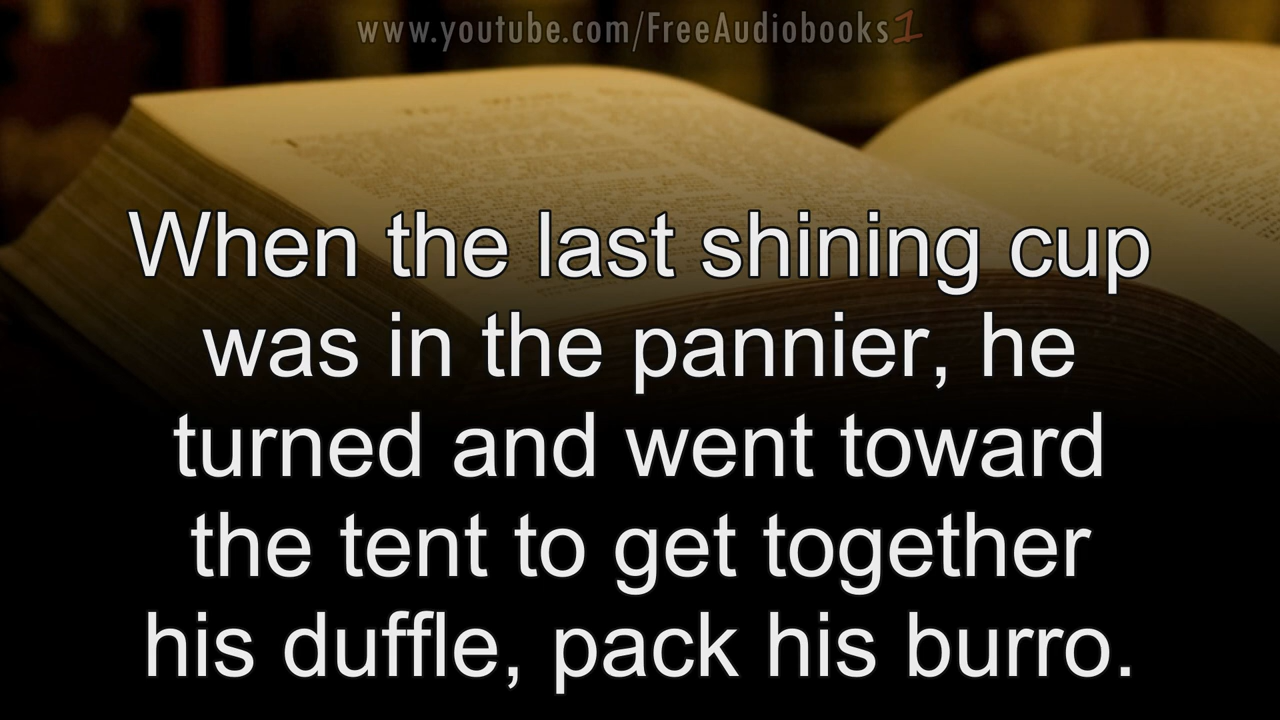 www.youtube.com/FreeAudiobooks1
When the last shining cup
was in the pannier, he
turned and went toward
the tent to get together
his duffle, pack his burro.